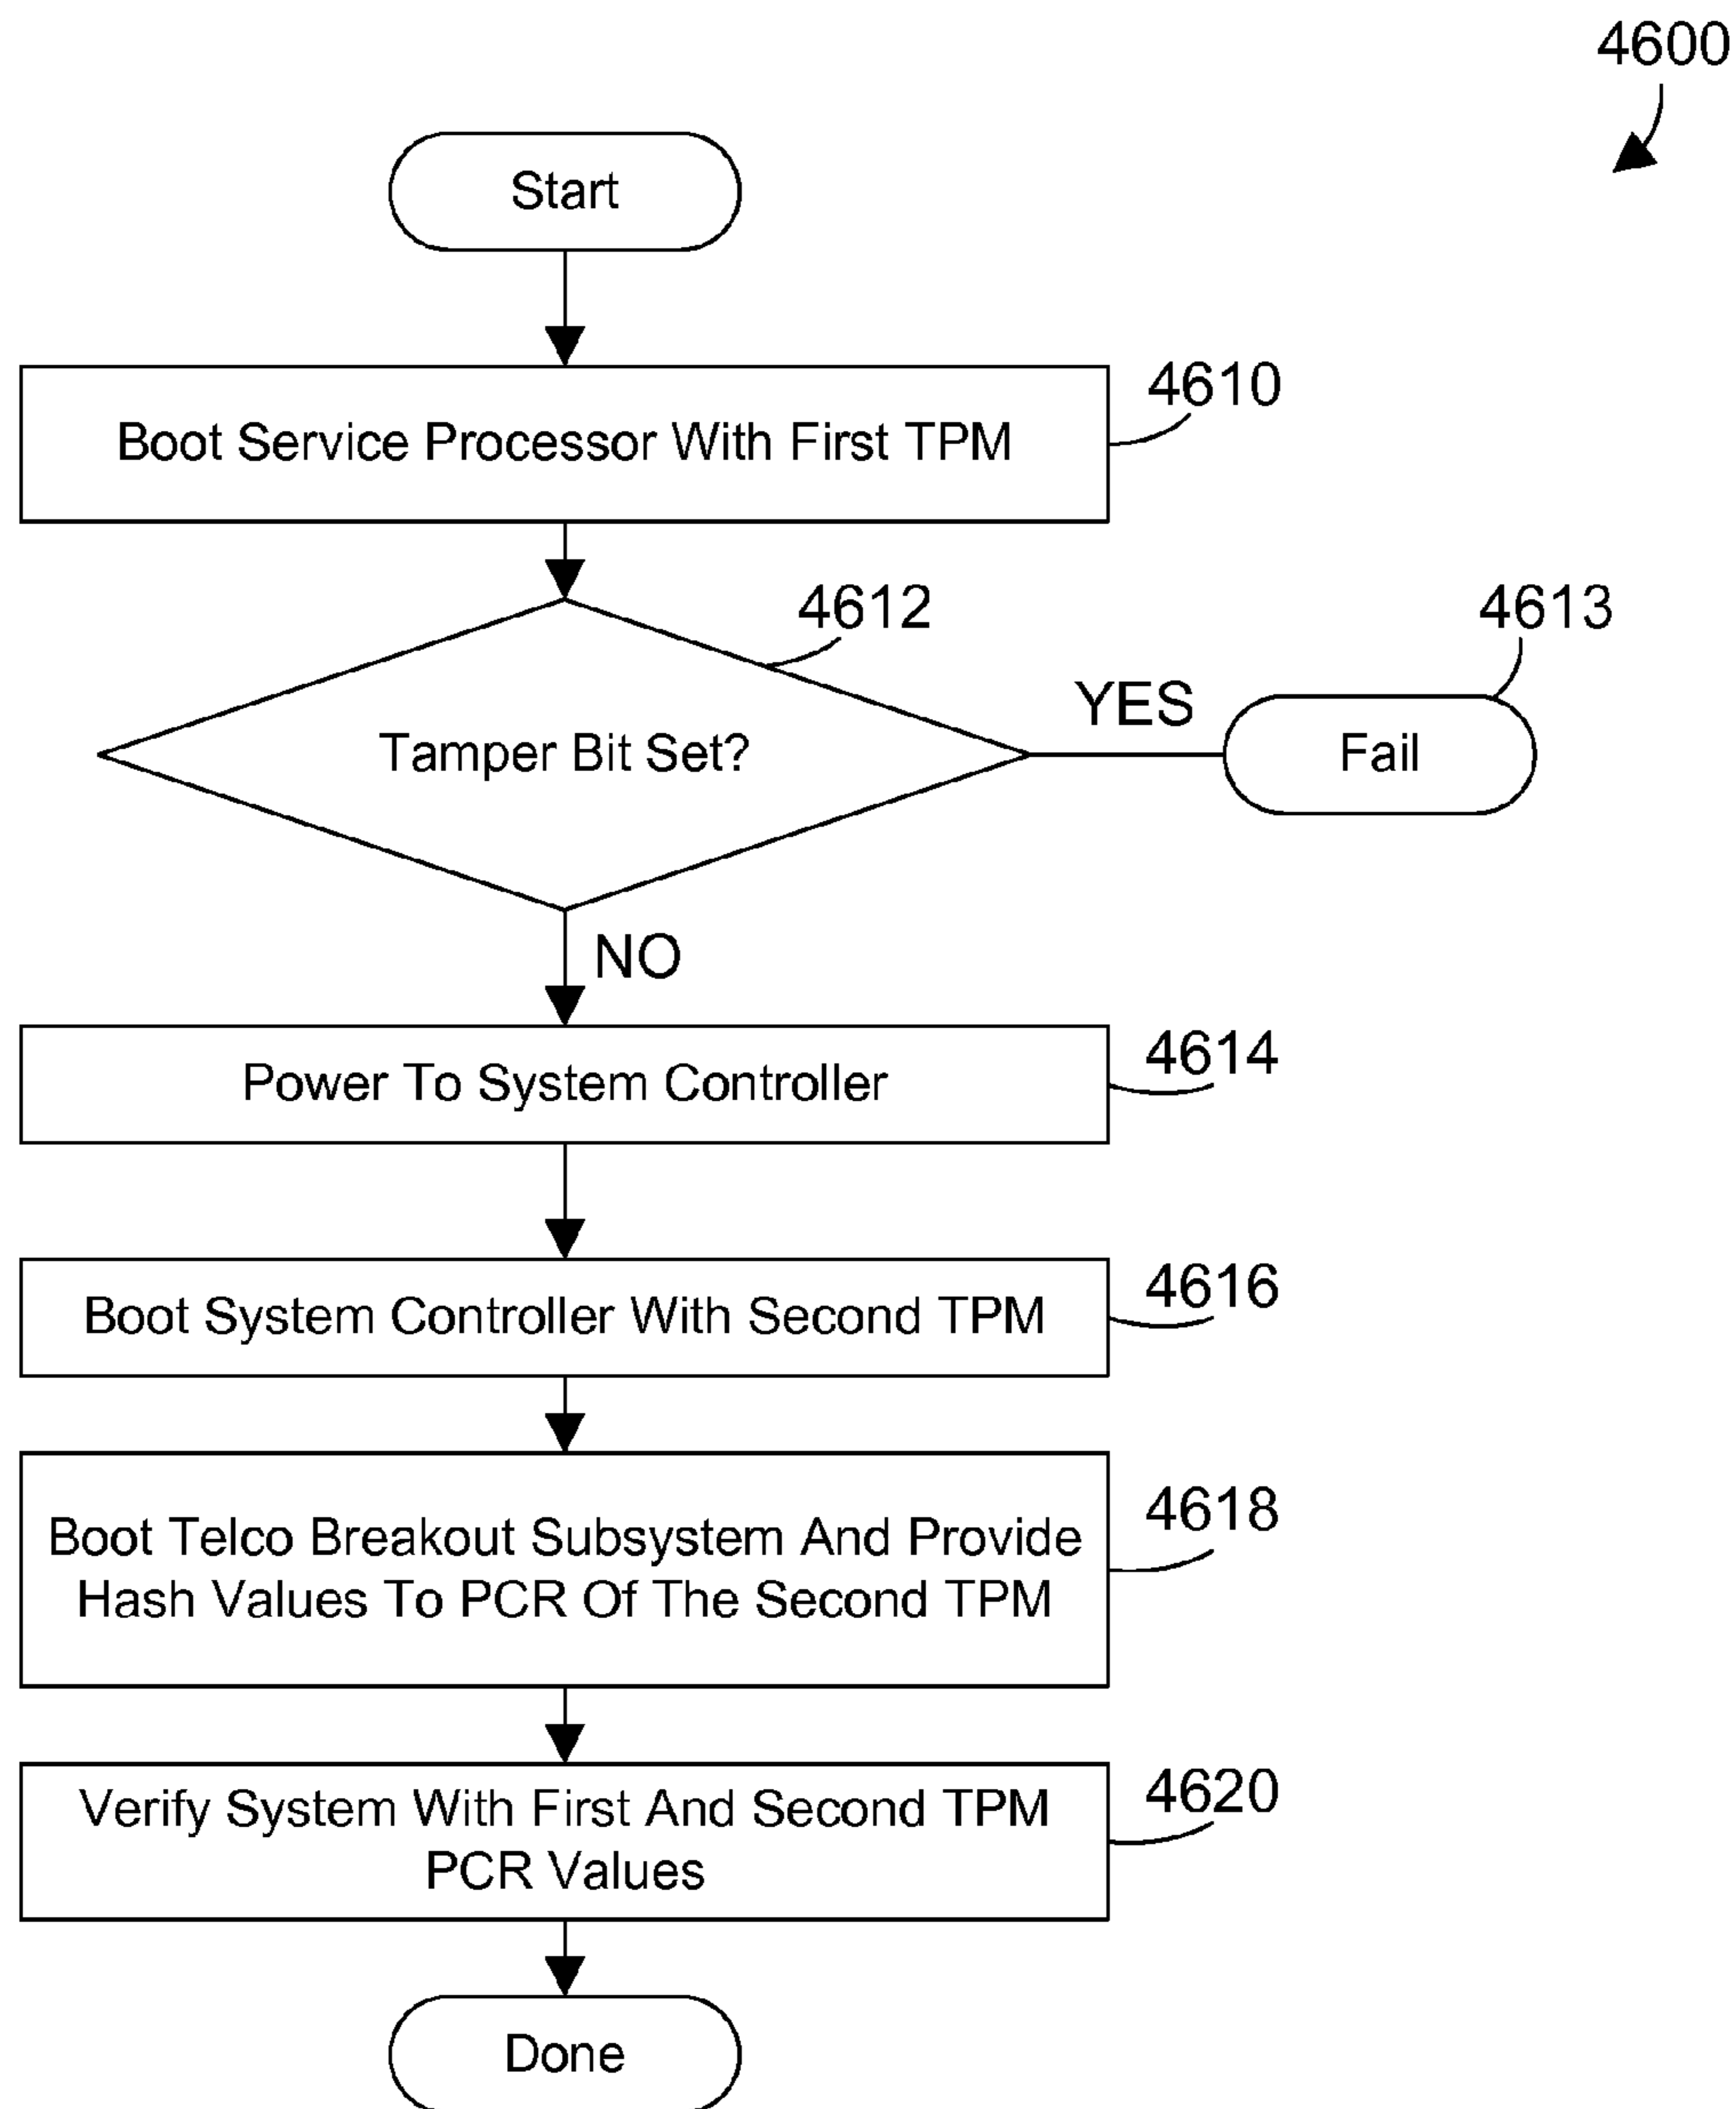 4600
Start
Boot Service Processor With First TPM
4610
4612
4613
Tamper Bit Set?
YES
Fail
NO
Power To System Controller
4614
Boot System Controller With Second TPM
4616
Boot Telco Breakout Subsystem And Provide
Hash Values To PCR Of The Second TPM
4618
Verify System With First And Second TPM
PCR Values
4620
Done